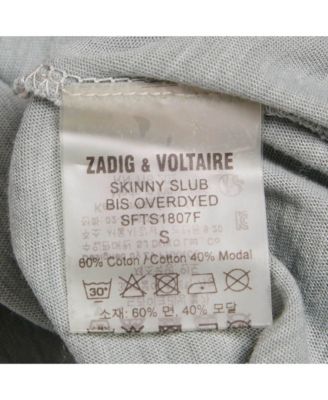 ZADIG & VOLTAIRE
SKINNY SLUB
BIS OVERDYED
SFTS1807F
S
60% Coton / Cotton 40% Modal
30°
소재: 60% 면, 40% 모달